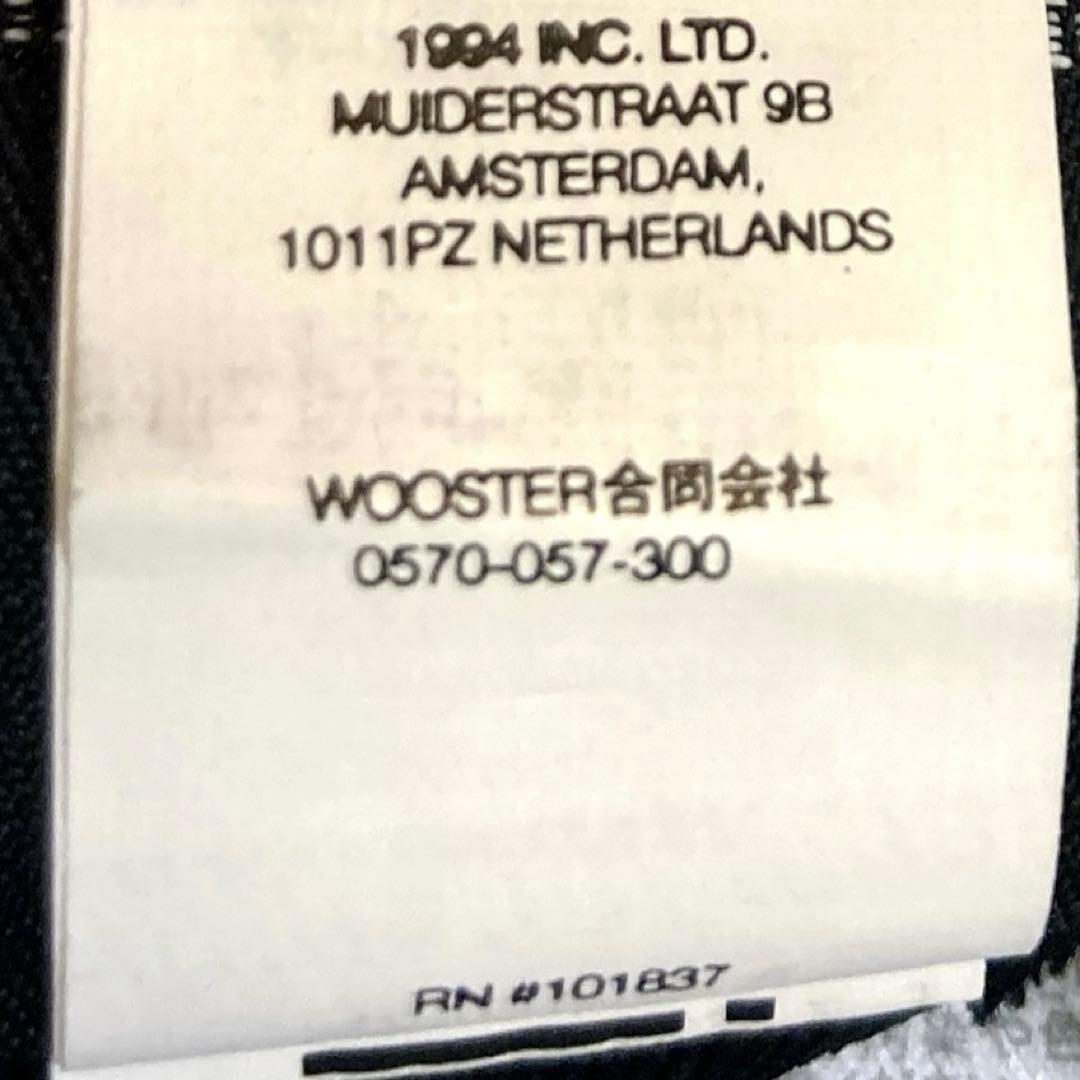 1994 INC. LTD.
MUIDERSTRAAT 9B
AMSTERDAM,
1011PZ NETHERLANDS
WOOSTER合同会社
0570-057-300
RN #101837